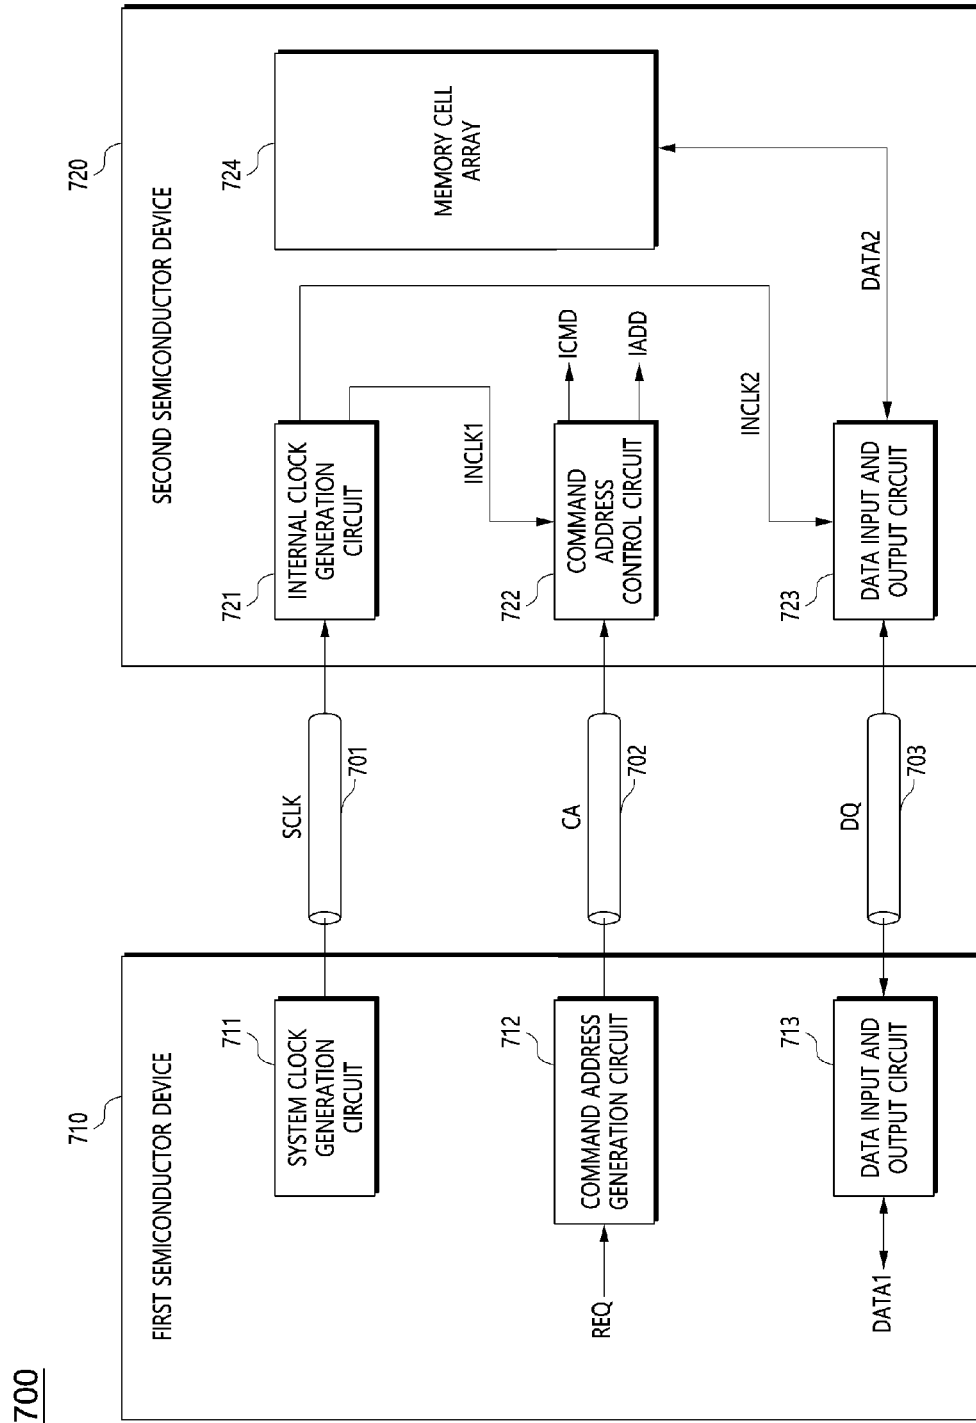 700
FIRST SEMICONDUCTOR DEVICE
710
SYSTEM CLOCK
GENERATION
CIRCUIT
711
REQ
COMMAND ADDRESS
GENERATION CIRCUIT
712
DATA1
DATA INPUT AND
OUTPUT CIRCUIT
713
SCLK
701
CA
702
DQ
703
SECOND SEMICONDUCTOR DEVICE
720
INTERNAL CLOCK
GENERATION
CIRCUIT
721
INCLK1
COMMAND
ADDRESS
CONTROL CIRCUIT
722
ICMD
IADD
INCLK2
DATA INPUT AND
OUTPUT CIRCUIT
723
DATA2
MEMORY CELL
ARRAY
724